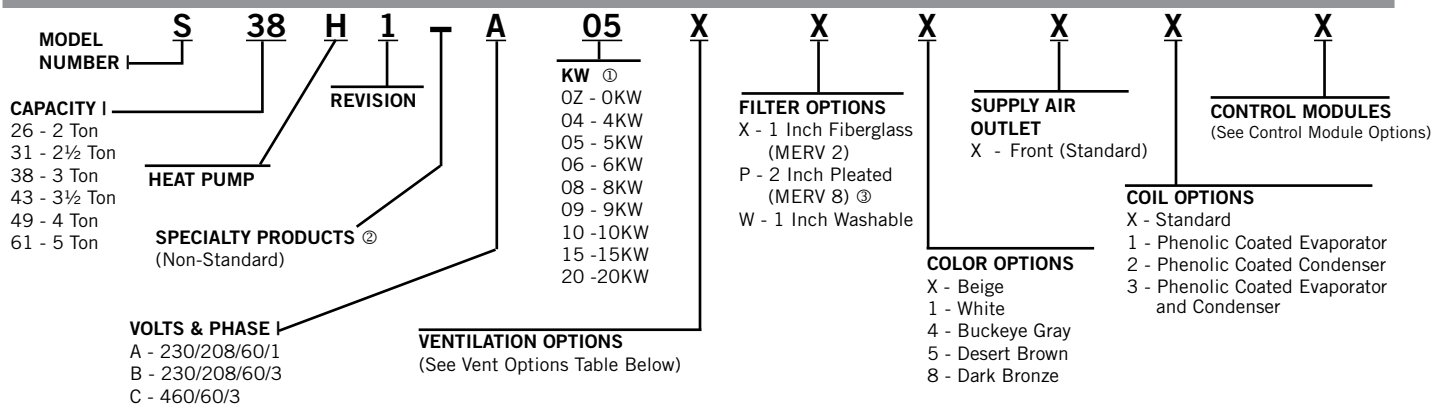 S 38 H 1 – A 05 X X X X X X
MODEL
NUMBER
CAPACITY
26 - 2 Ton
31 - 2½ Ton
38 - 3 Ton
43 - 3½ Ton
49 - 4 Ton
61 - 5 Ton
HEAT PUMP
REVISION
SPECIALTY PRODUCTS ②
(Non-Standard)
VOLTS & PHASE
A - 230/208/60/1
B - 230/208/60/3
C - 460/60/3
KW ①
0Z - 0KW
04 - 4KW
05 - 5KW
06 - 6KW
08 - 8KW
09 - 9KW
10 -10KW
15 -15KW
20 -20KW
VENTILATION OPTIONS
(See Vent Options Table Below)
FILTER OPTIONS
X - 1 Inch Fiberglass
(MERV 2)
P - 2 Inch Pleated
(MERV 8) ③
W - 1 Inch Washable
COLOR OPTIONS
X - Beige
1 - White
4 - Buckeye Gray
5 - Desert Brown
8 - Dark Bronze
SUPPLY AIR
OUTLET
X - Front (Standard)
COIL OPTIONS
X - Standard
1 - Phenolic Coated Evaporator
2 - Phenolic Coated Condenser
3 - Phenolic Coated Evaporator
and Condenser
CONTROL MODULES
(See Control Module Options)